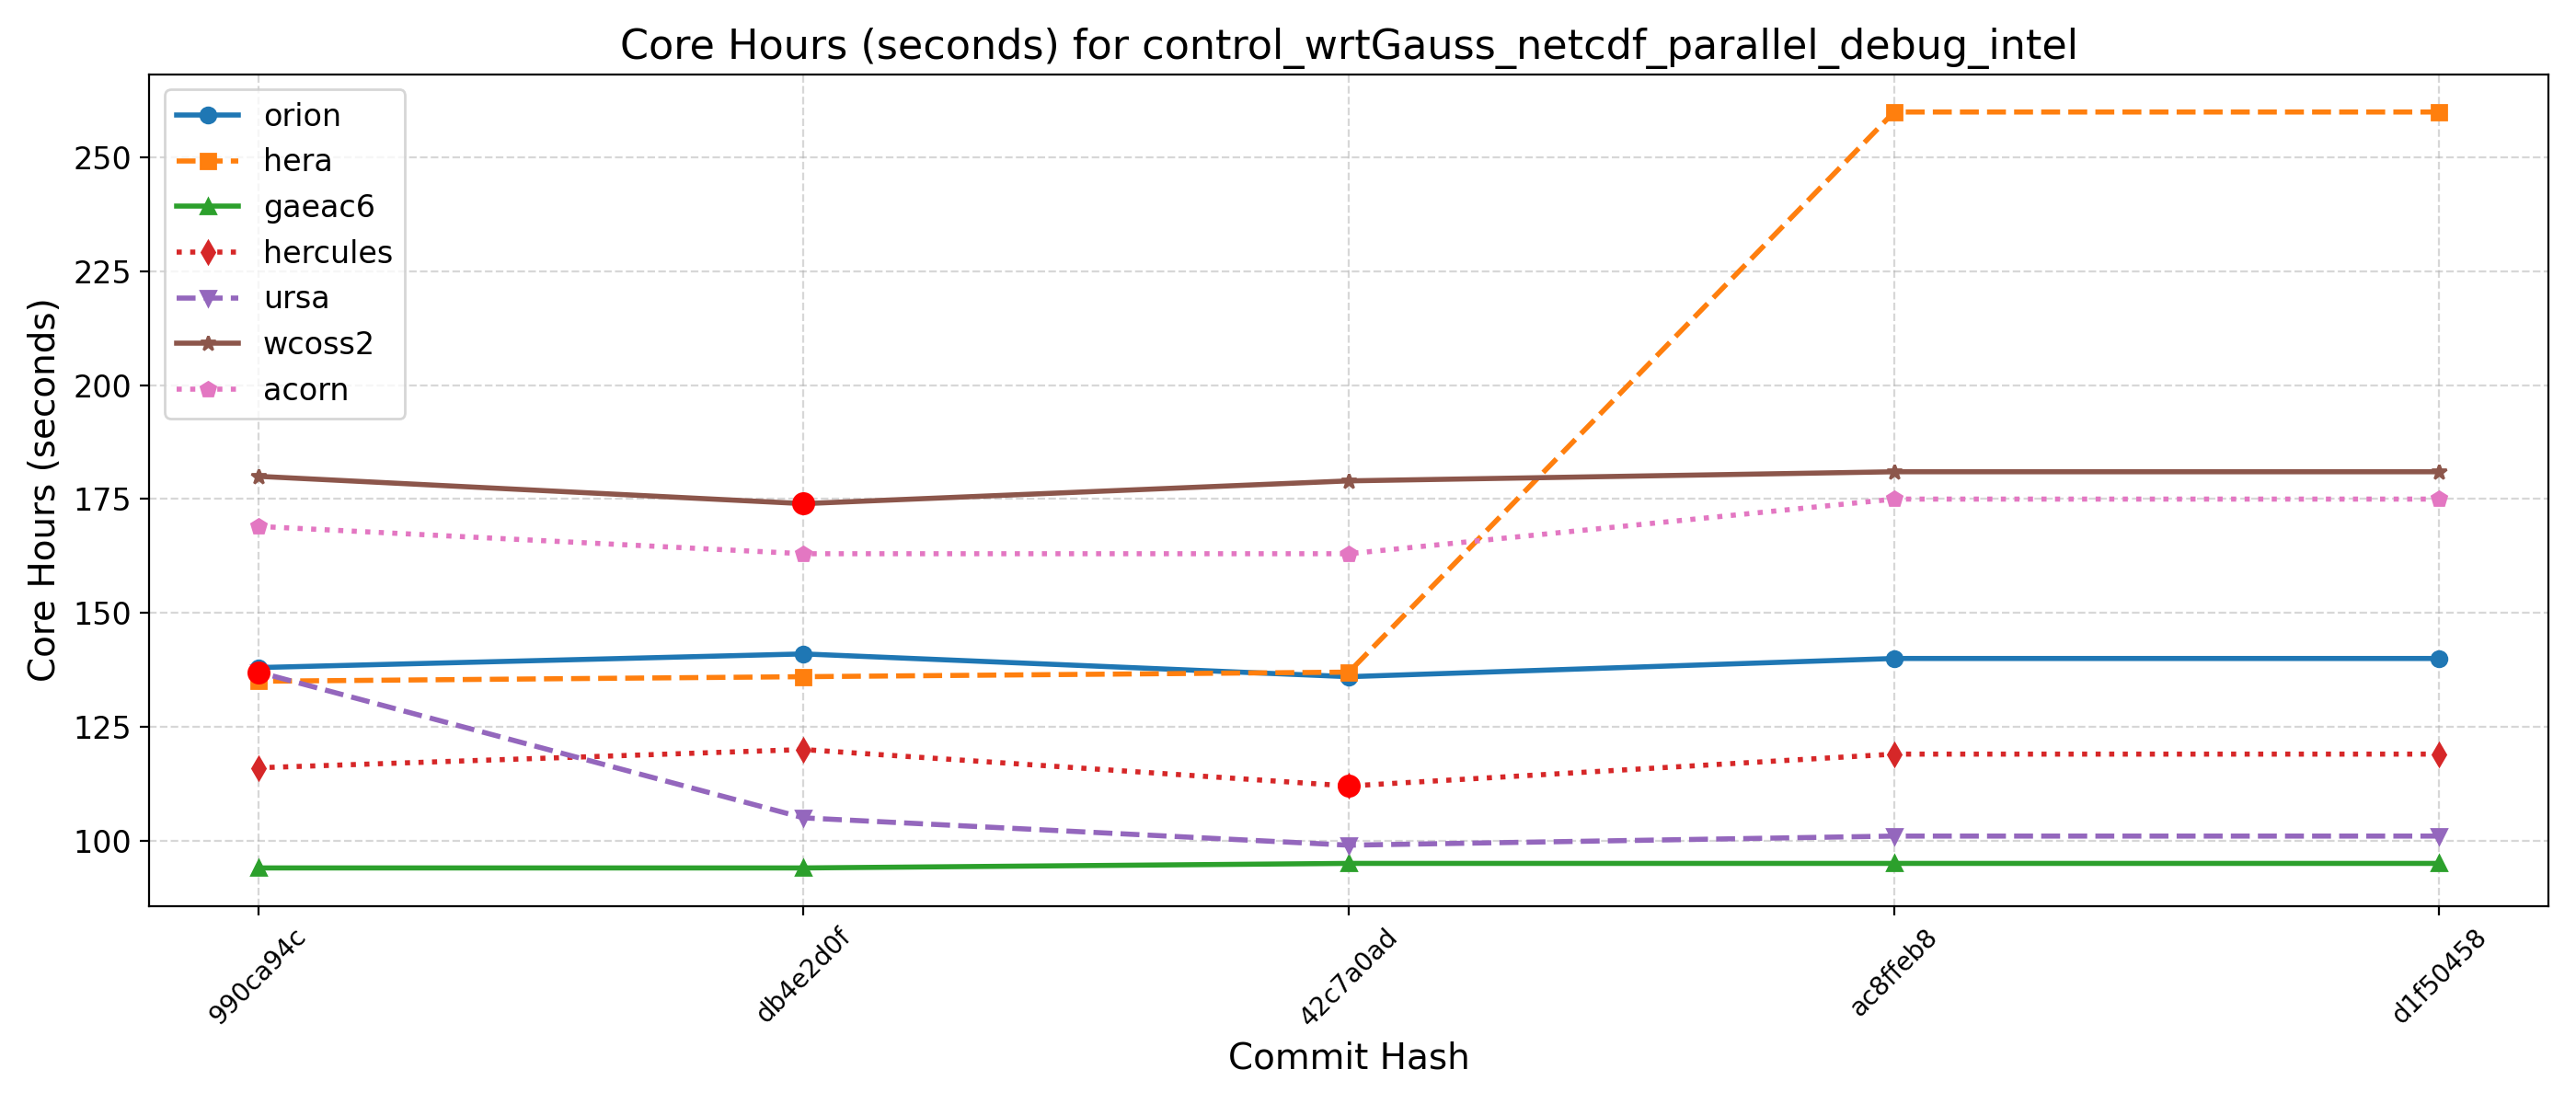 Core Hours (seconds) for control_wrtGauss_netcdf_parallel_debug_intel
Core Hours (seconds)
250
225
200
175
150
125
100
orion
hera
gaeac6
hercules
ursa
wcoss2
acorn
990ca94c
db4e2d0f
42c7a0ad
ac8ffeb8
d1f50458
Commit Hash